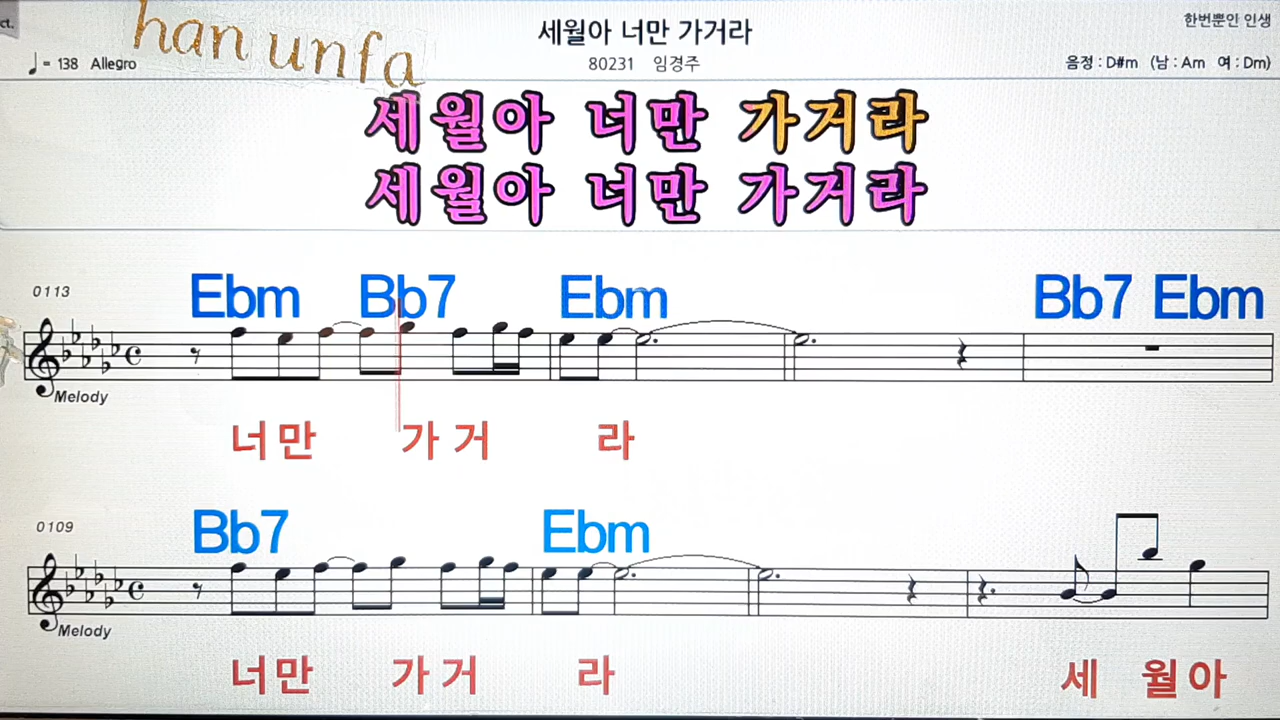 ct.
han unfa
세월아 너만 가거라
한번뿐인 인생
♩= 138 Allegro
80231 임경주
음정 : D#m (남 : Am 여 : Dm)
세월아 너만 가거라
세월아 너만 가거라
0113
Ebm Bb7 Ebm Bb7 Ebm
Melody
너만 가거 라
0109
Bb7 Ebm
Melody
너만 가거 라 세 월아